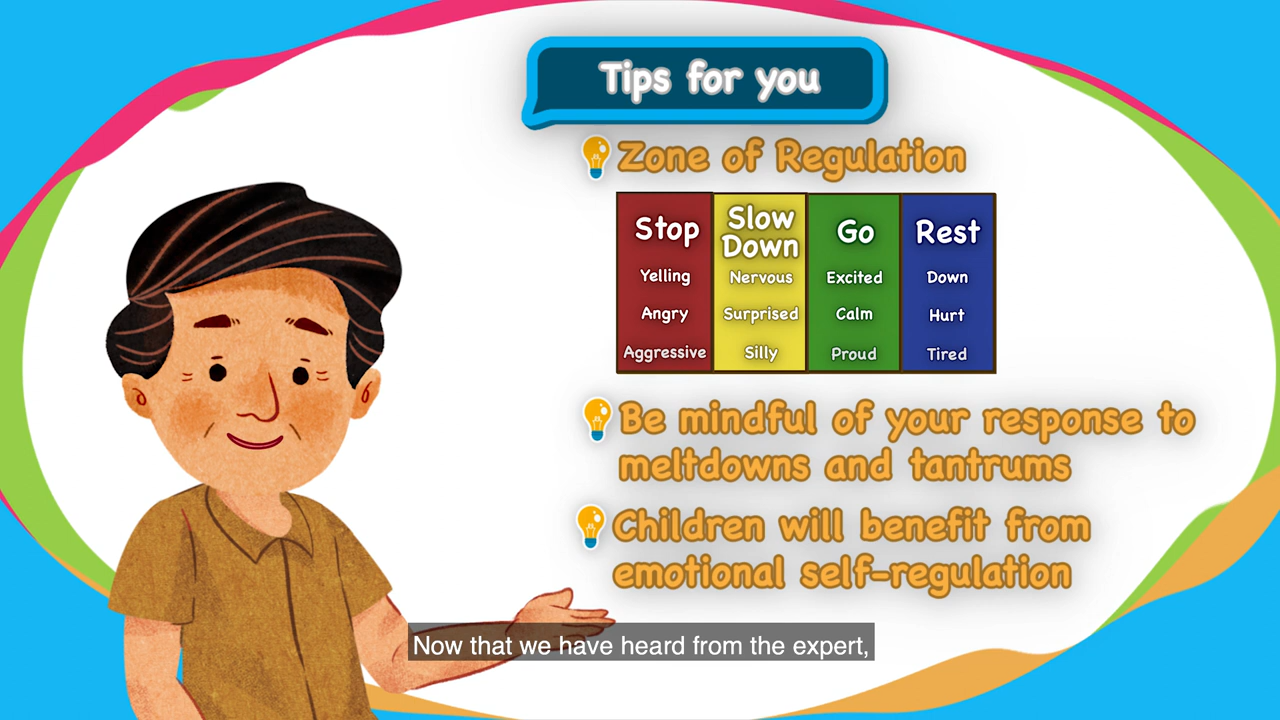 Tips for you
Zone of Regulation
Stop
Yelling
Angry
Aggressive
Slow
Down
Nervous
Surprised
Silly
Go
Excited
Calm
Proud
Rest
Down
Hurt
Tired
Be mindful of your response to
meltdowns and tantrums
Children will benefit from
emotional self-regulation
Now that we have heard from the expert,